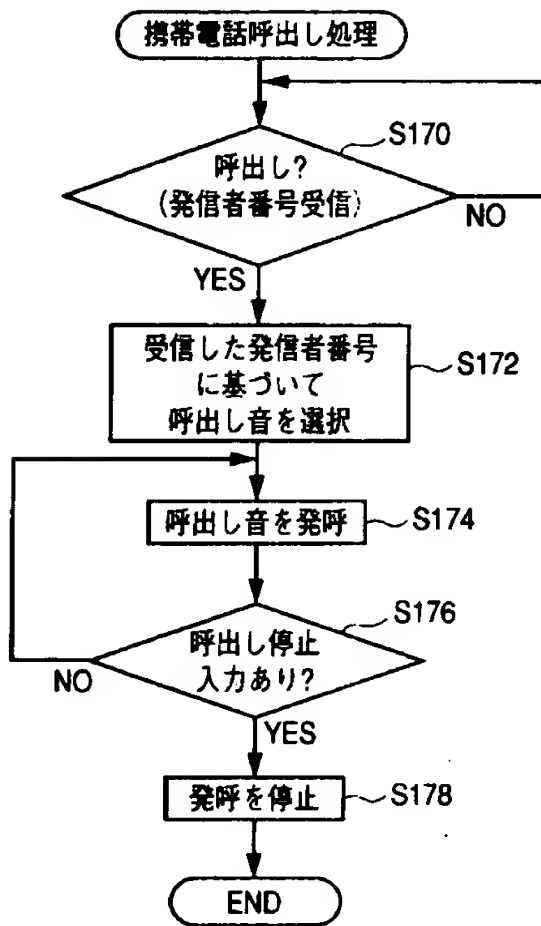 携帯電話呼出し処理
S170
呼出し?
(発信者番号受信)
NO
YES
受信した発信者番号
に基づいて
呼出し音を選択
S172
呼出し音を発呼
S174
S176
呼出し停止
入力あり?
NO
YES
発呼を停止
S178
END